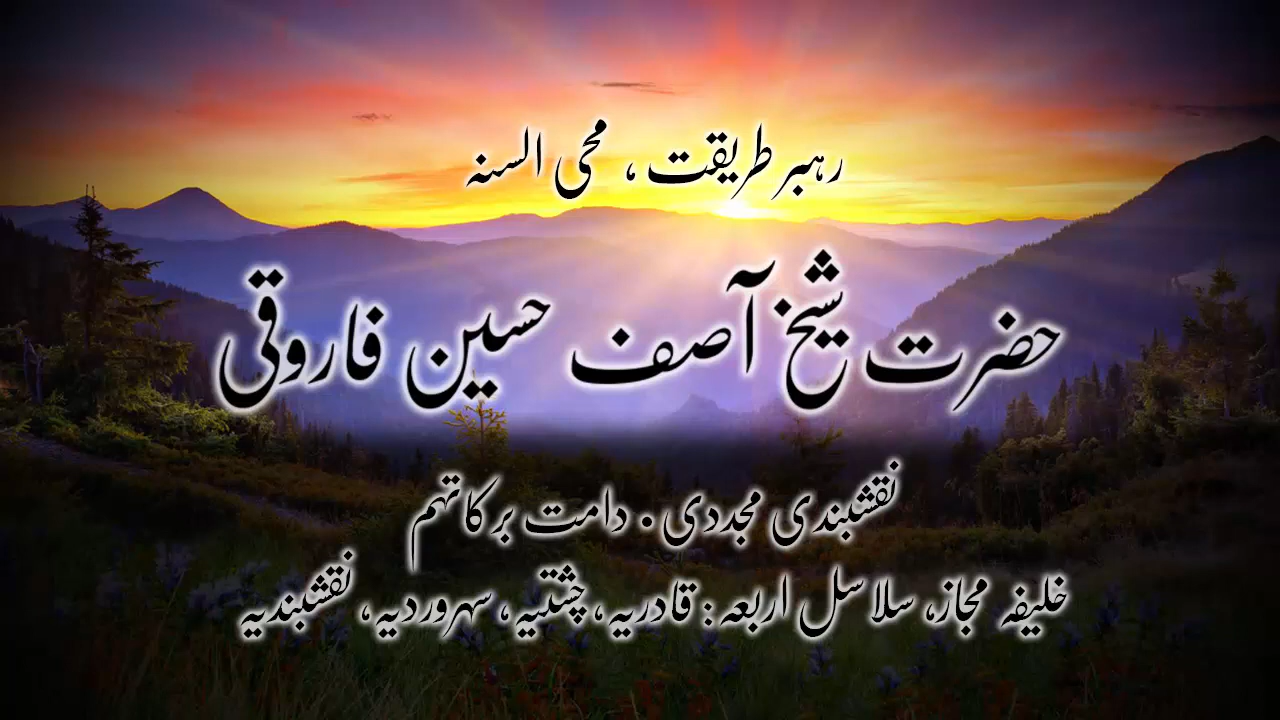 رہبر طریقت ، محی السنہ
حضرت شیخ آصف حسین فاروقی
نقشبندی مجددی ۔ دامت برکاتہم
خلیفہ مجاز، سلاسل اربعہ: قادریہ، چشتیہ، سہروردیہ، نقشبندیہ